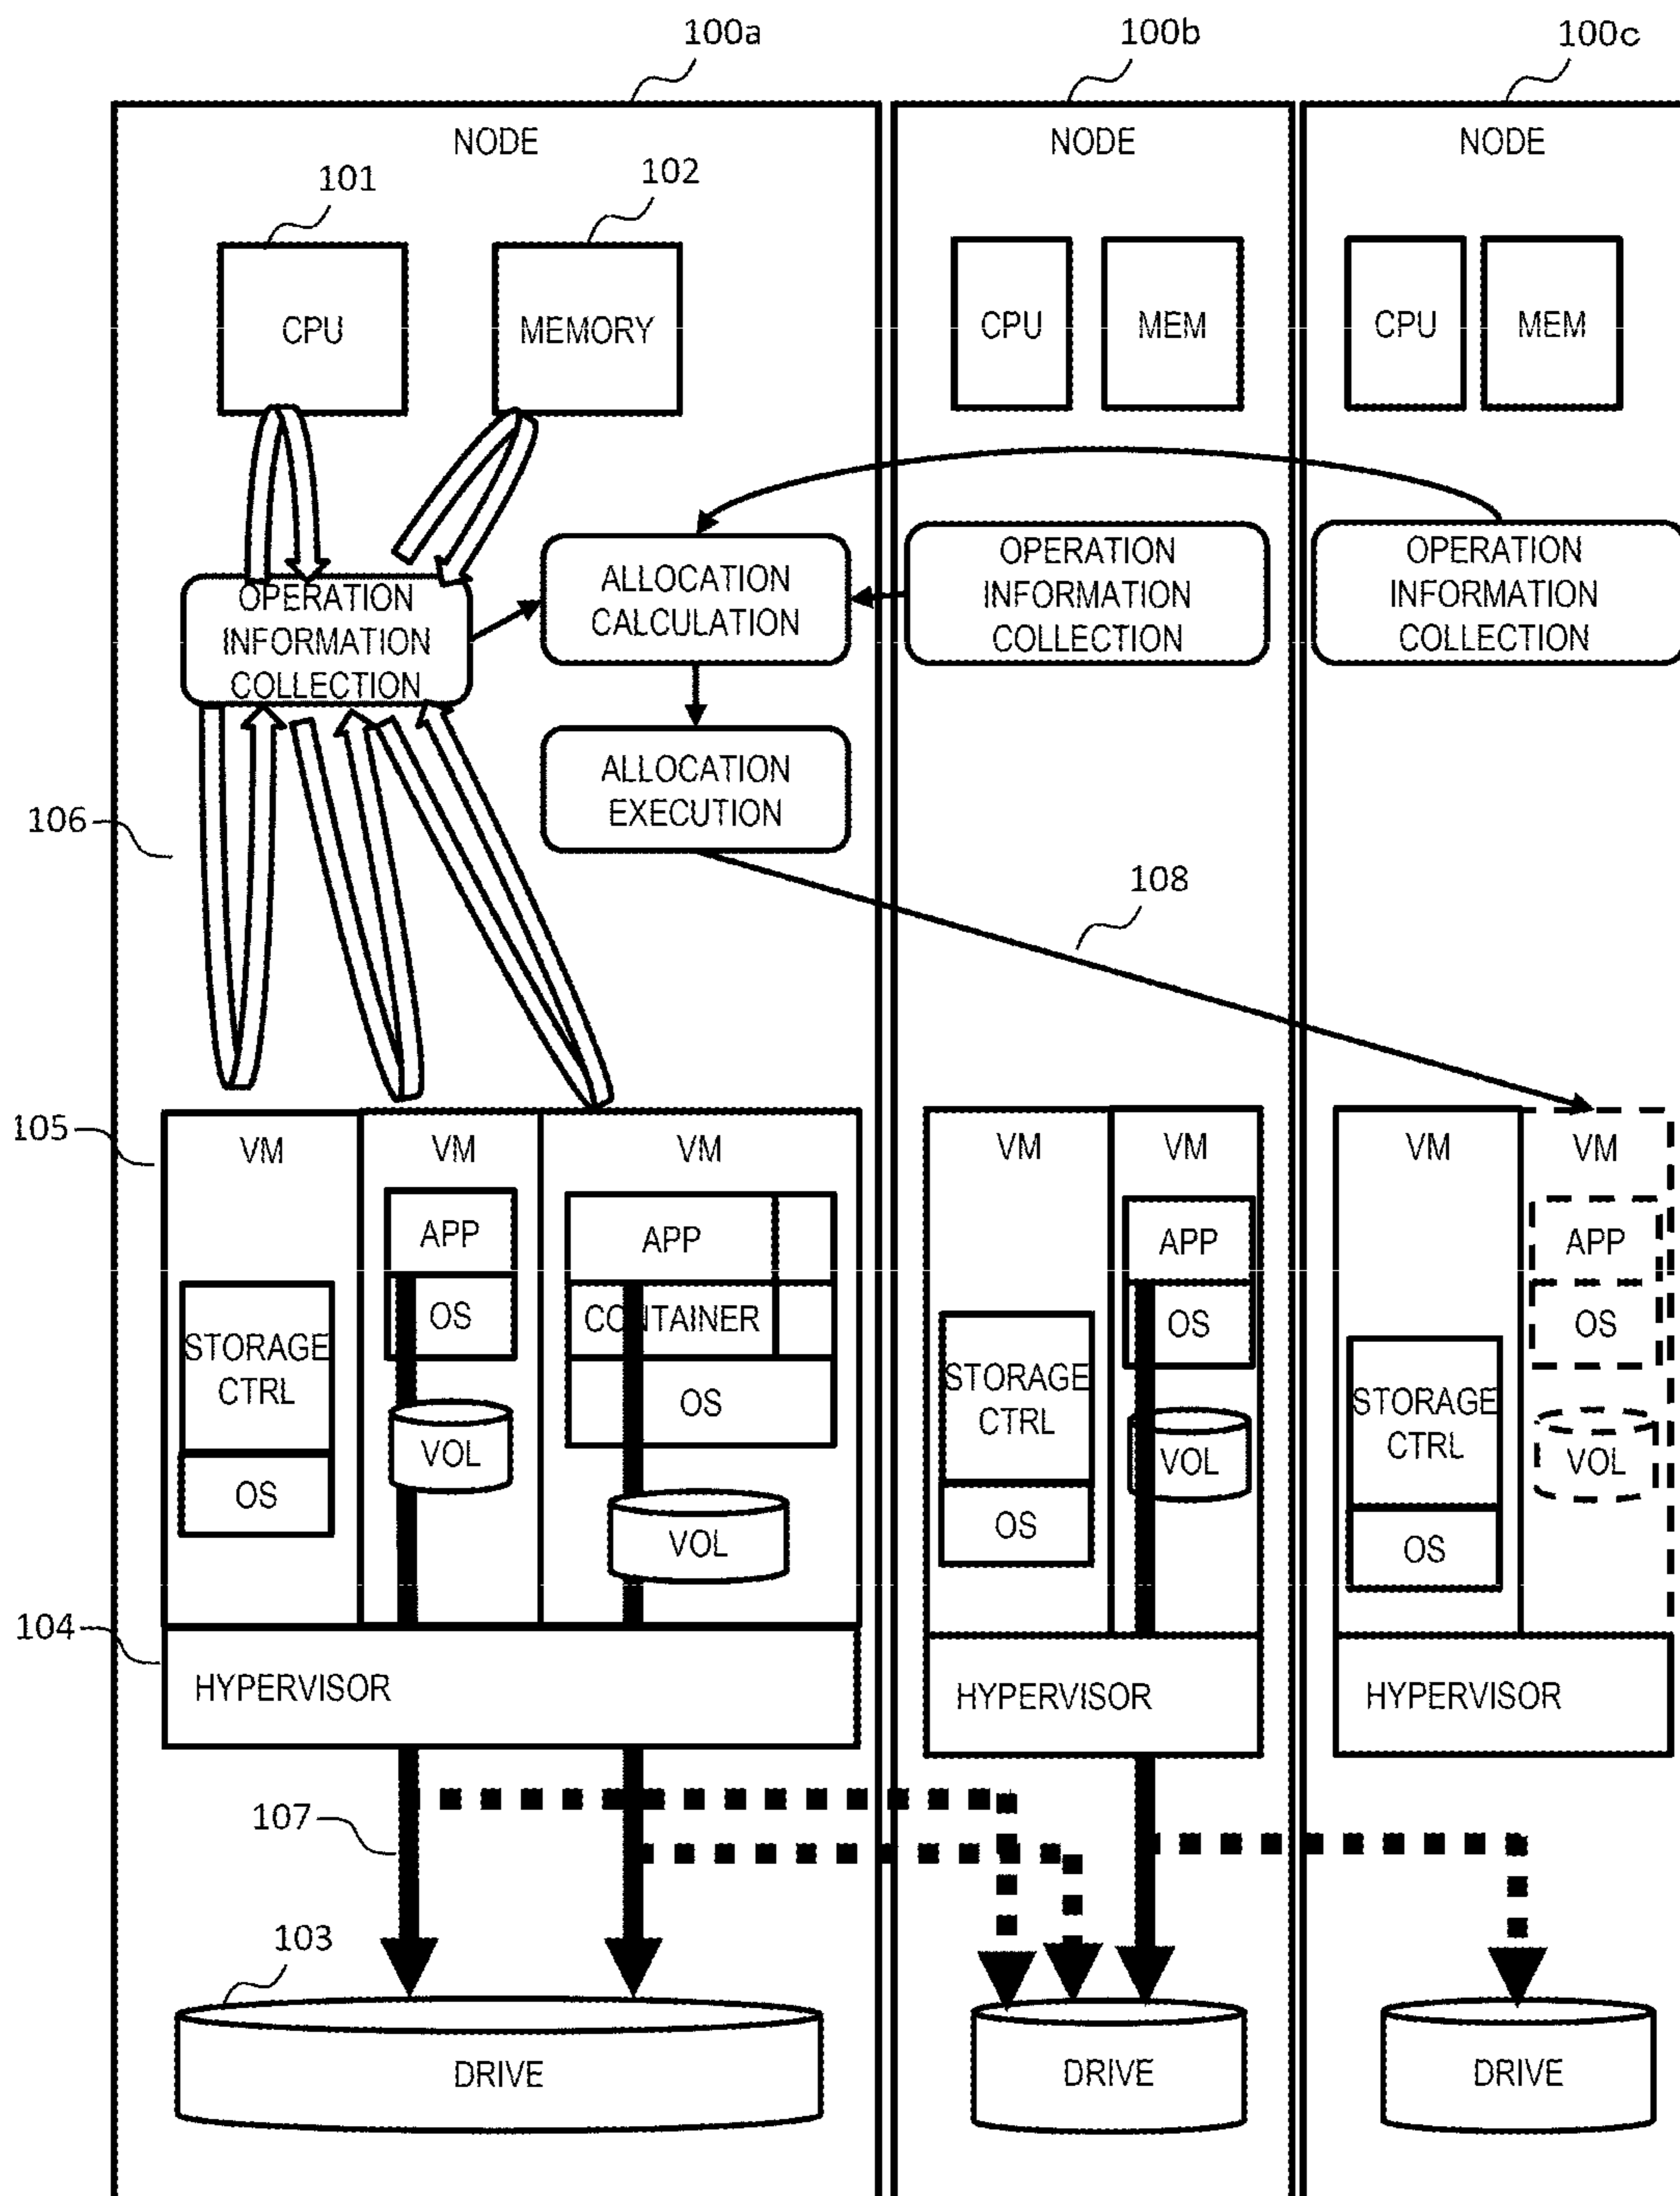 100a
100b
100c
NODE
NODE
NODE
101
102
CPU
MEMORY
CPU
MEM
CPU
MEM
OPERATION
INFORMATION
COLLECTION
ALLOCATION
CALCULATION
OPERATION
INFORMATION
COLLECTION
OPERATION
INFORMATION
COLLECTION
ALLOCATION
EXECUTION
106
108
105
VM
VM
VM
VM
VM
VM
VM
APP
OS
VOL
APP
CONTAINER
OS
VOL
STORAGE
CTRL
OS
STORAGE
CTRL
OS
APP
OS
VOL
STORAGE
CTRL
OS
APP
OS
VOL
104
HYPERVISOR
HYPERVISOR
HYPERVISOR
107
103
DRIVE
DRIVE
DRIVE